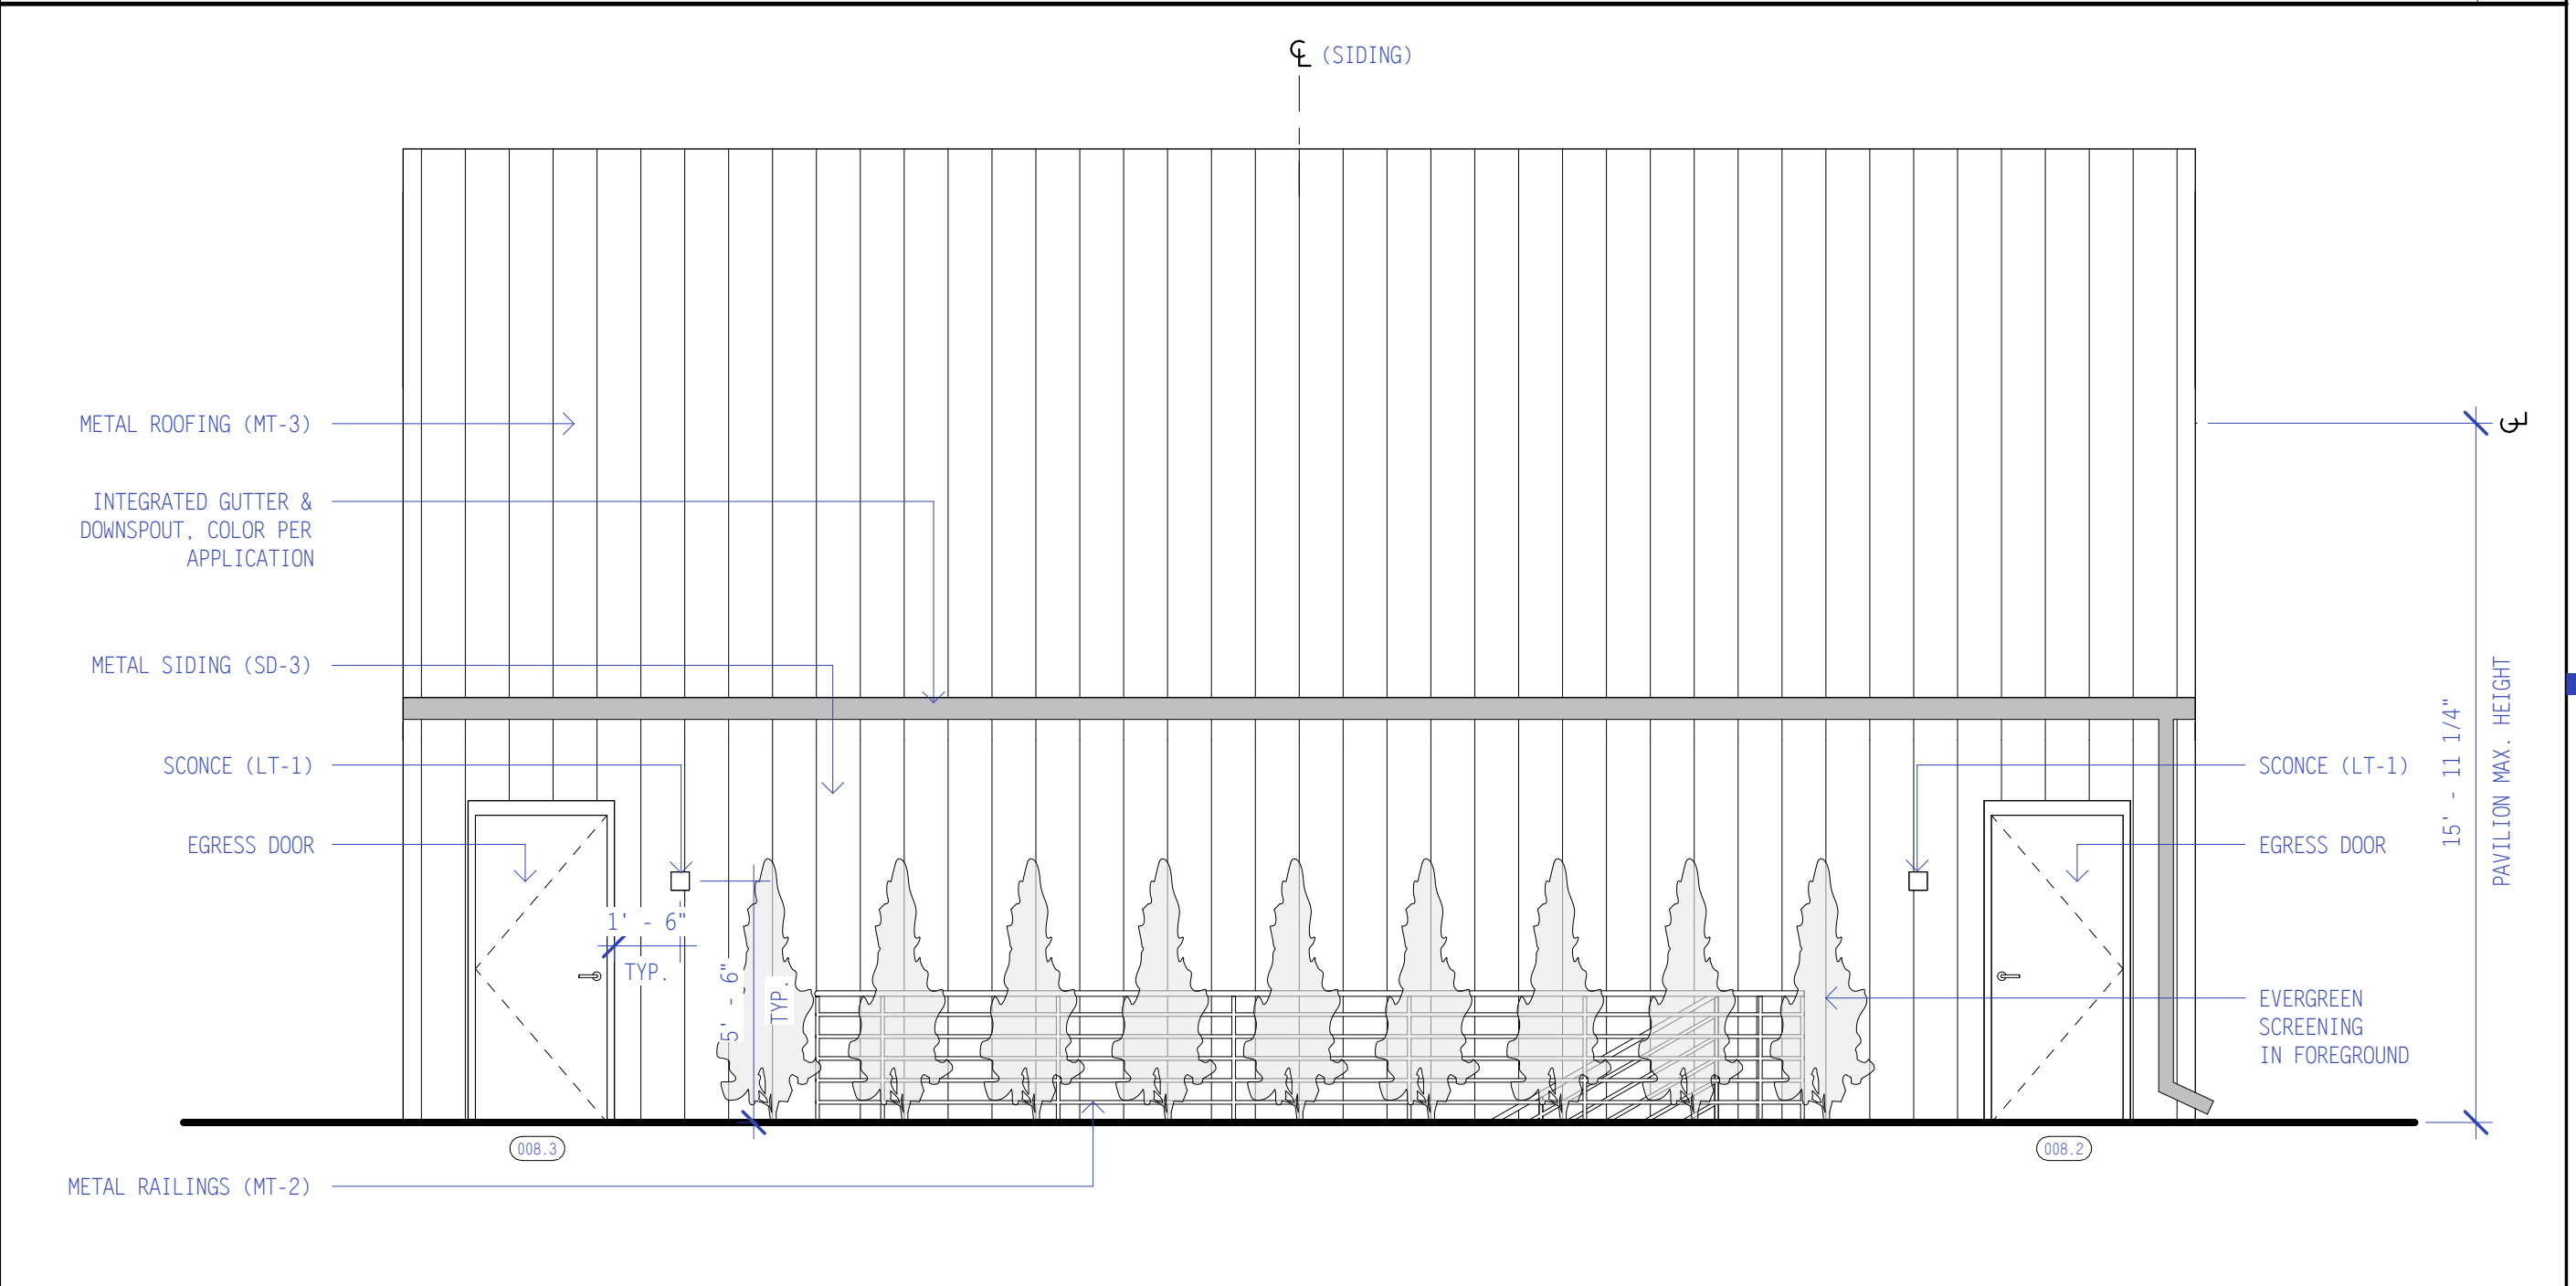 ℄ (SIDING)
METAL ROOFING (MT-3)
℄
INTEGRATED GUTTER &
DOWNSPOUT, COLOR PER
APPLICATION
METAL SIDING (SD-3)
15' - 11 1/4"
PAVILION MAX. HEIGHT
SCONCE (LT-1)
SCONCE (LT-1)
EGRESS DOOR
EGRESS DOOR
1' - 6"
TYP.
5' - 6"
TYP.
EVERGREEN
SCREENING
IN FOREGROUND
008.3
008.2
METAL RAILINGS (MT-2)